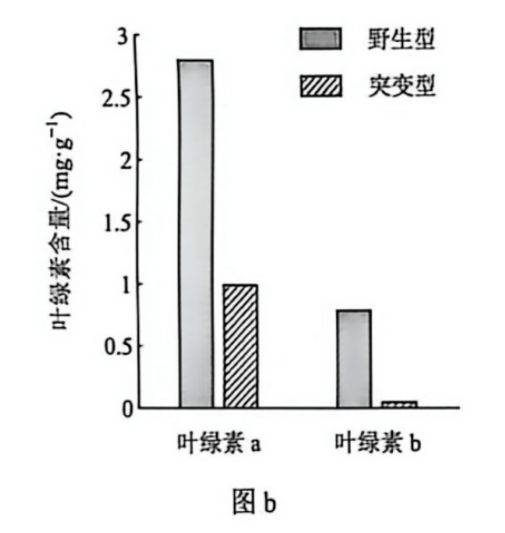 野生型
突变型
叶绿素含量/(mg·g⁻¹)
3
2.5
2
1.5
1
0.5
0
叶绿素 a
叶绿素 b
图 b